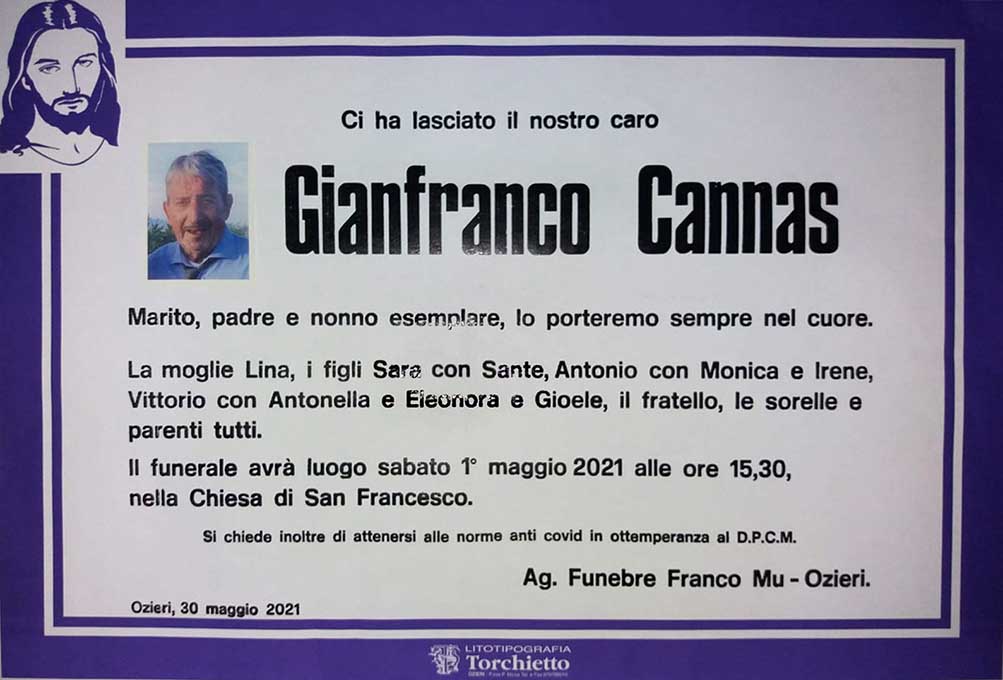 Ci ha lasciato il nostro caro
Gianfranco Cannas
Marito, padre e nonno esemplare, lo porteremo sempre nel cuore.
La moglie Lina, i figli Sara con Sante, Antonio con Monica e Irene,
Vittorio con Antonella e Eleonora e Gioele, il fratello, le sorelle e
parenti tutti.
Il funerale avrà luogo sabato 1° maggio 2021 alle ore 15,30,
nella Chiesa di San Francesco.
Si chiede inoltre di attenersi alle norme anti covid in ottemperanza al D.P.C.M.
Ag. Funebre Franco Mu - Ozieri.
Ozieri, 30 maggio 2021
LITOTIPOGRAFIA
Torchietto